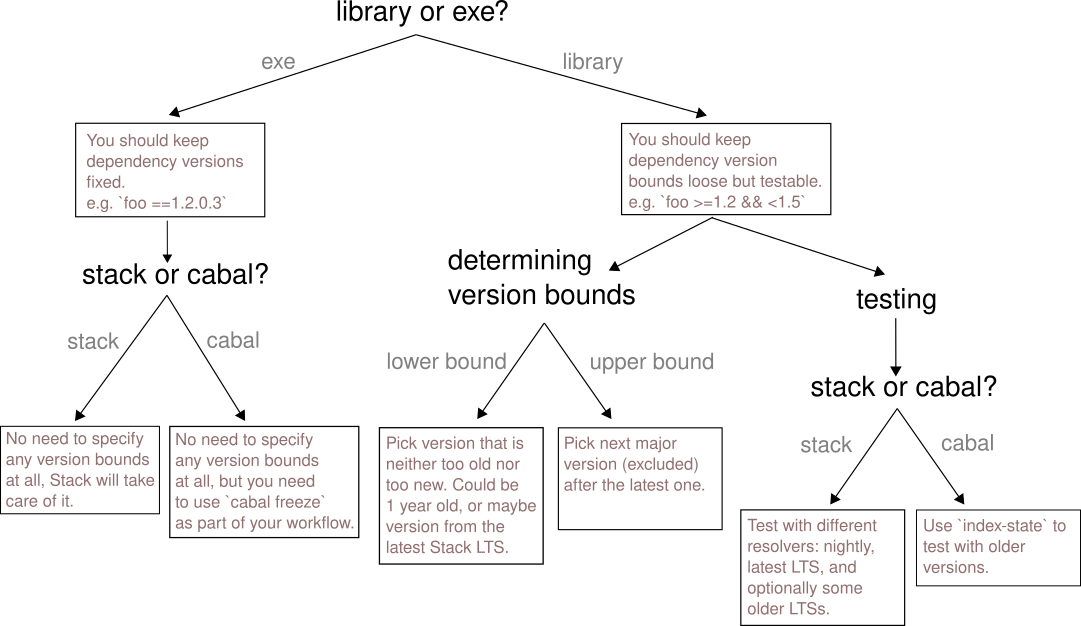 library or exe?
exe
library
You should keep
dependency versions
fixed.
e.g. `foo ==1.2.0.3`
You should keep
dependency version
bounds loose but testable.
e.g. `foo >=1.2 && <1.5`
stack or cabal?
stack
cabal
No need to specify
any version bounds
at all, Stack will take
care of it.
No need to specify
any version bounds
at all, but you need
to use `cabal freeze`
as part of your workflow.
determining
version bounds
lower bound
upper bound
Pick version that is
neither too old nor
too new. Could be
1 year old, or maybe
version from the
latest Stack LTS.
Pick next major
version (excluded)
after the latest one.
testing
stack or cabal?
stack
cabal
Test with different
resolvers: nightly,
latest LTS, and
optionally some
older LTSs.
Use `index-state` to
test with older
versions.